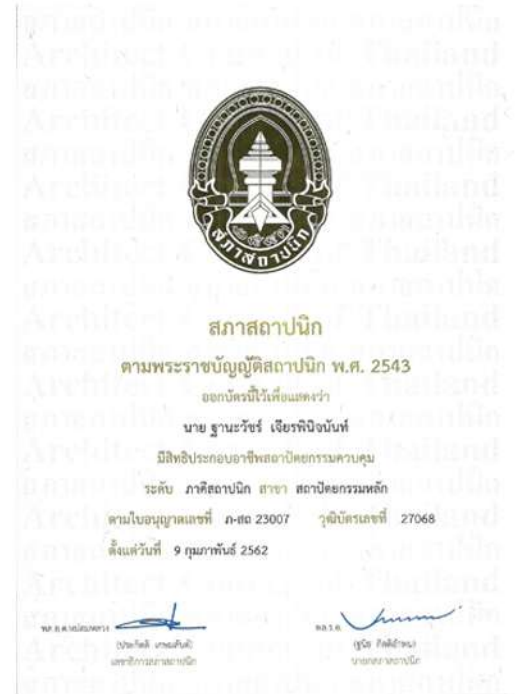 สภาสถาปนิก
สภาสถาปนิก
ตามพระราชบัญญัติสถาปนิก พ.ศ. 2543
ออกบัตรนี้ไว้เพื่อแสดงว่า
นาย ฐานะวัชร์ เจียรพินิจนันท์
มีสิทธิประกอบอาชีพสถาปัตยกรรมควบคุม
ระดับ ภาคีสถาปนิก สาขา สถาปัตยกรรมหลัก
ตามใบอนุญาตเลขที่ ภ-สถ 23007 วุฒิบัตรเลขที่ 27068
ตั้งแต่วันที่ 9 กุมภาพันธ์ 2562
เลขาธิการสภาสถาปนิก
นายกสภาสถาปนิก